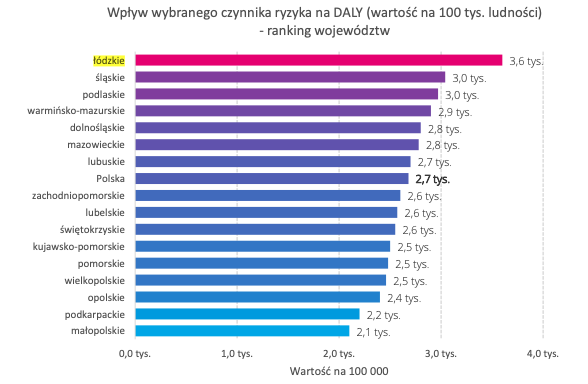 Wpływ wybranego czynnika ryzyka na DALY (wartość na 100 tys. ludności)
- ranking województw
łódzkie 3,6 tys.
śląskie 3,0 tys.
podlaskie 3,0 tys.
warmińsko-mazurskie 2,9 tys.
dolnośląskie 2,8 tys.
mazowieckie 2,8 tys.
lubuskie 2,7 tys.
Polska 2,7 tys.
zachodniopomorskie 2,6 tys.
lubelskie 2,6 tys.
świętokrzyskie 2,6 tys.
kujawsko-pomorskie 2,5 tys.
pomorskie 2,5 tys.
wielkopolskie 2,5 tys.
opolskie 2,4 tys.
podkarpackie 2,2 tys.
małopolskie 2,1 tys.
0,0 tys. 1,0 tys. 2,0 tys. 3,0 tys. 4,0 tys.
Wartość na 100 000